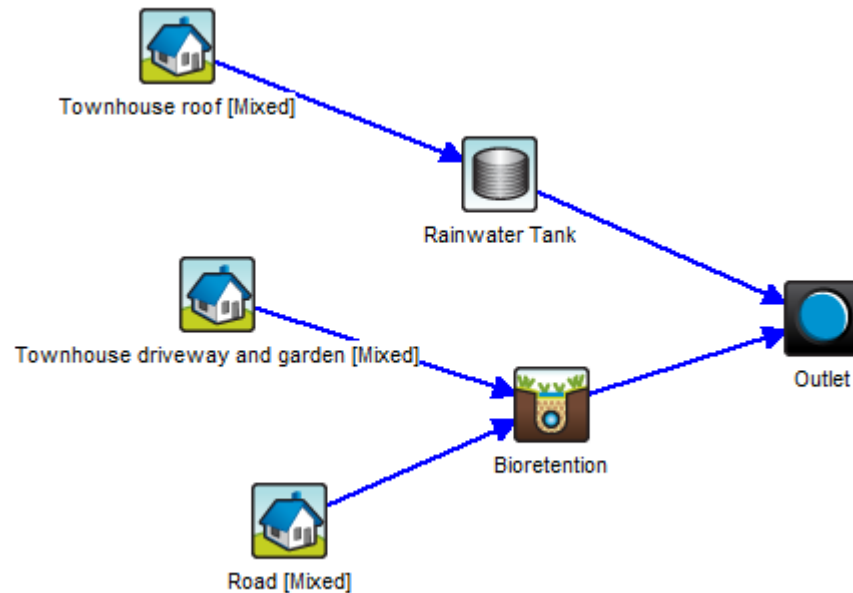 Townhouse roof [Mixed]
Rainwater Tank
Townhouse driveway and garden [Mixed]
Outlet
Bioretention
Road [Mixed]